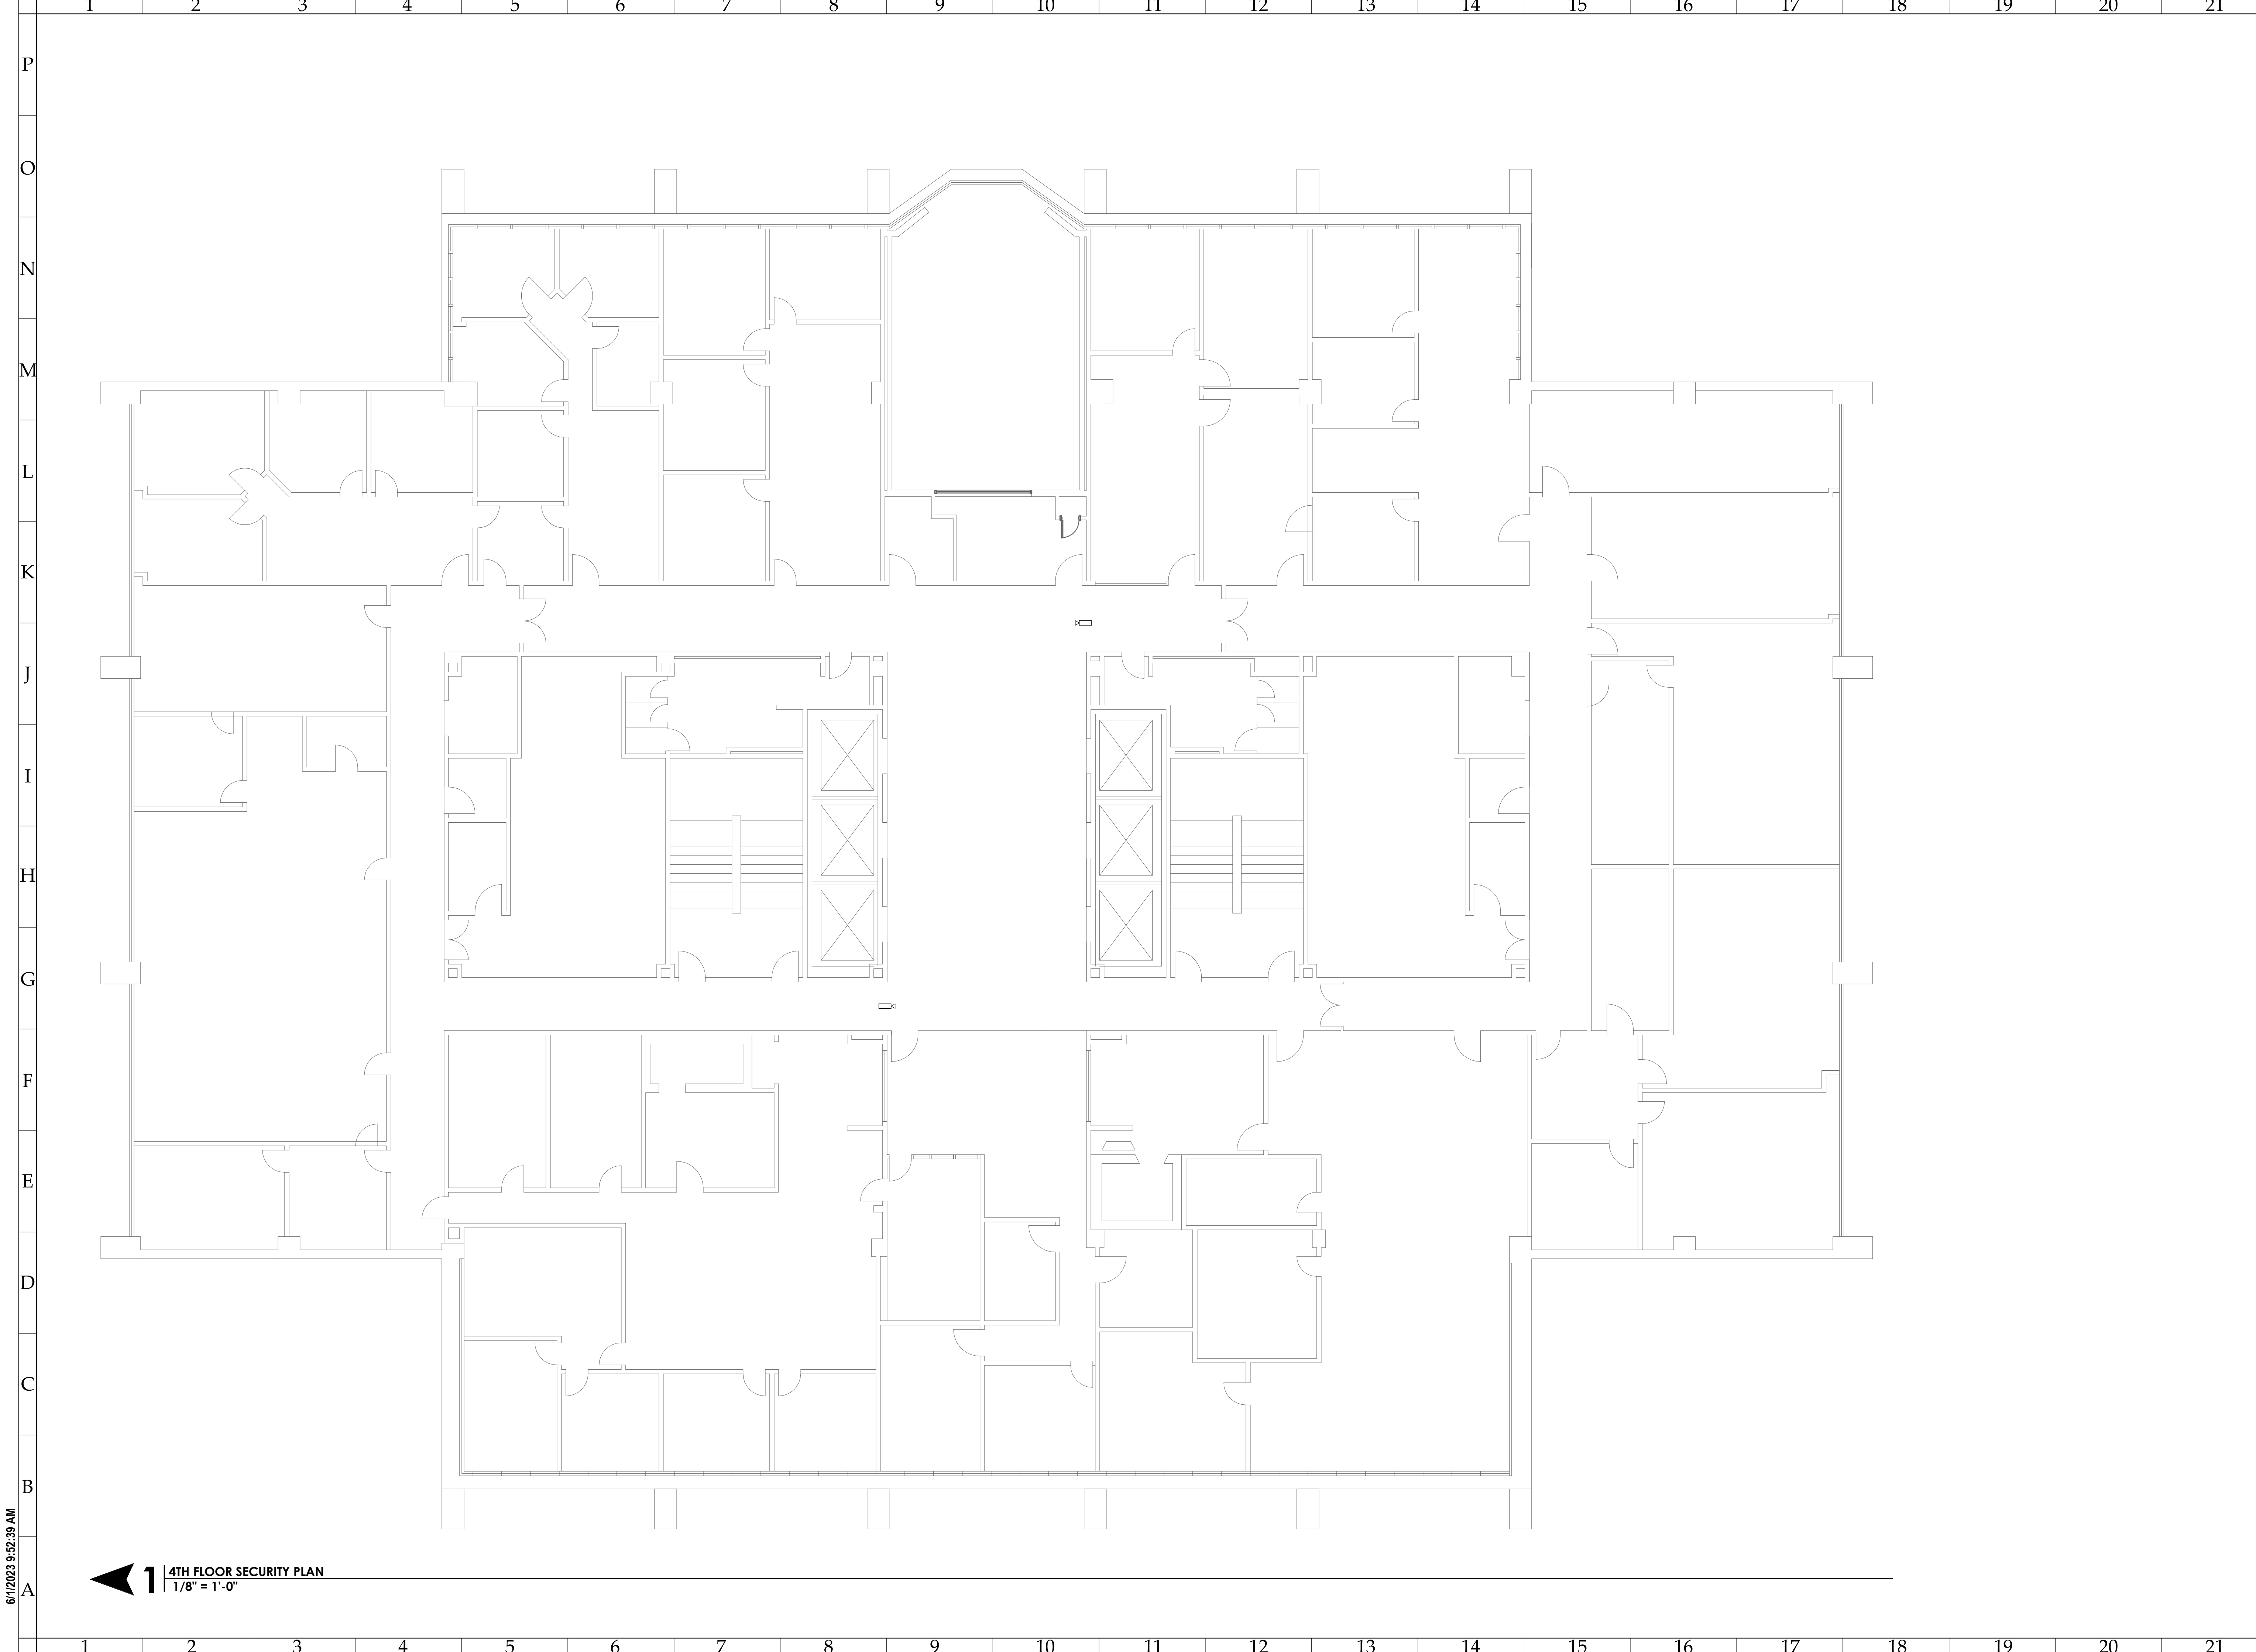 1 2 3 4 5 6 7 8 9 10 11 12 13 14 15 16 17 18 19 20 21
P
O
N
M
L
K
J
I
H
G
F
E
D
C
B
A
6/1/2023 9:52:39 AM
1
4TH FLOOR SECURITY PLAN
1/8" = 1'-0"
1 2 3 4 5 6 7 8 9 10 11 12 13 14 15 16 17 18 19 20 21